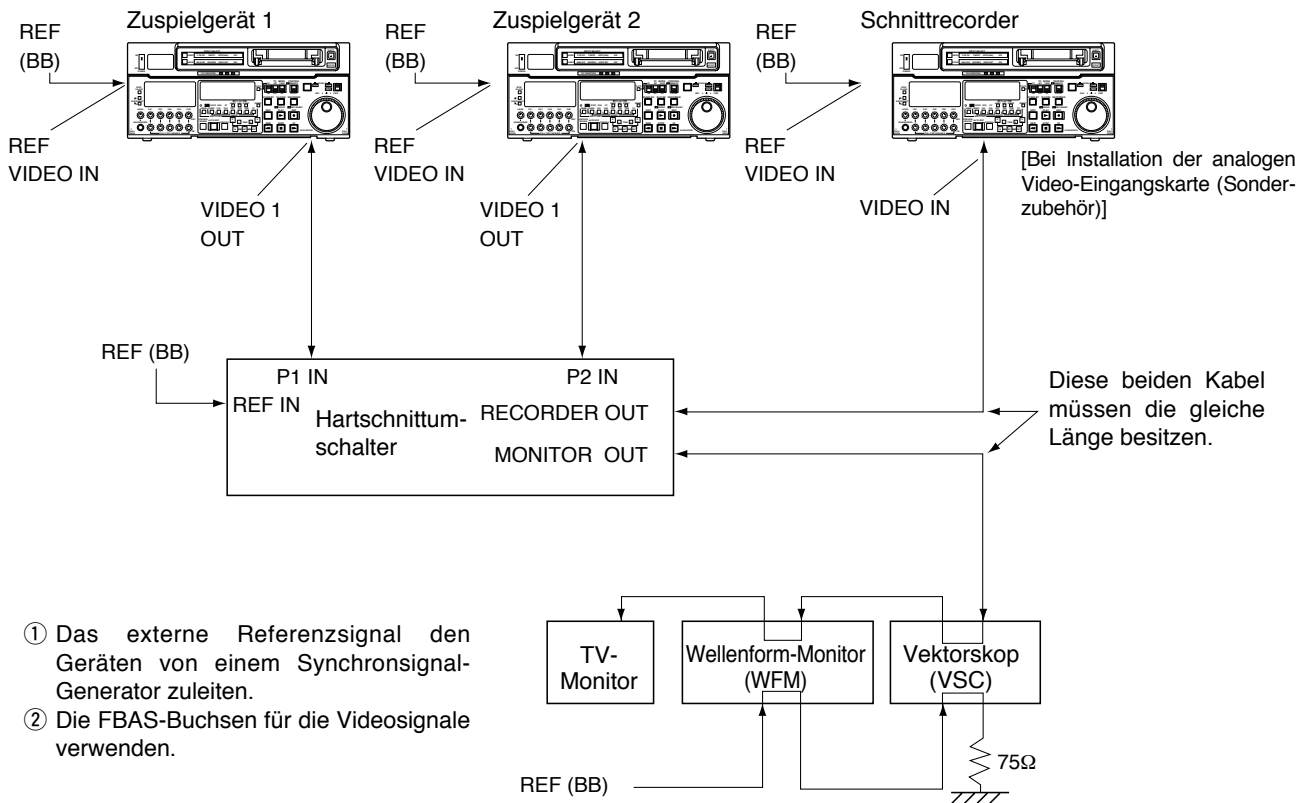 Zuspielgerät 1
Zuspielgerät 2
Schnittrecorder
REF
(BB)
REF
(BB)
REF
(BB)
REF
VIDEO IN
REF
VIDEO IN
REF
VIDEO IN
VIDEO 1
OUT
VIDEO 1
OUT
VIDEO IN
[Bei Installation der analogen
Video-Eingangskarte (Sonder-
zubehör)]
REF (BB)
P1 IN
P2 IN
REF IN
Hartschnittum-
schalter
RECORDER OUT
MONITOR OUT
Diese beiden Kabel
müssen die gleiche
Länge besitzen.
① Das externe Referenzsignal den
Geräten von einem Synchronsignal-
Generator zuleiten.
② Die FBAS-Buchsen für die Videosignale
verwenden.
TV-
Monitor
Wellenform-Monitor
(WFM)
Vektorskop
(VSC)
75Ω
REF (BB)